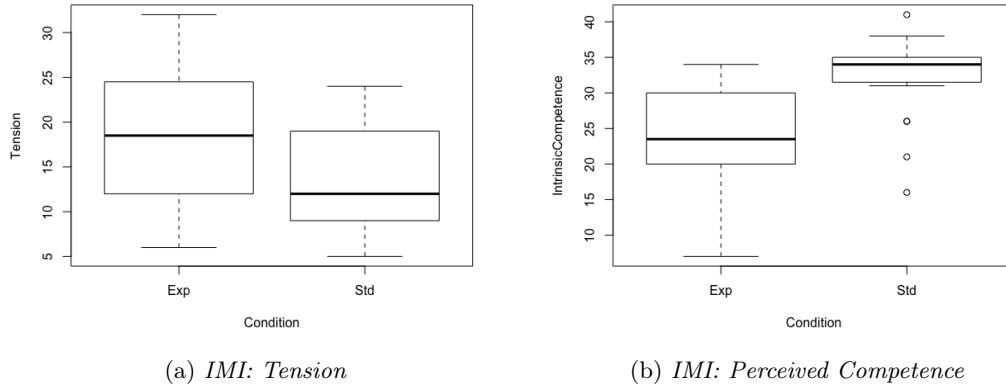 Tension
30
25
20
15
10
5
Exp
Std
Condition
(a) IMI: Tension
IntrinsicCompetence
40
35
30
25
20
15
10
Exp
Std
Condition
(b) IMI: Perceived Competence